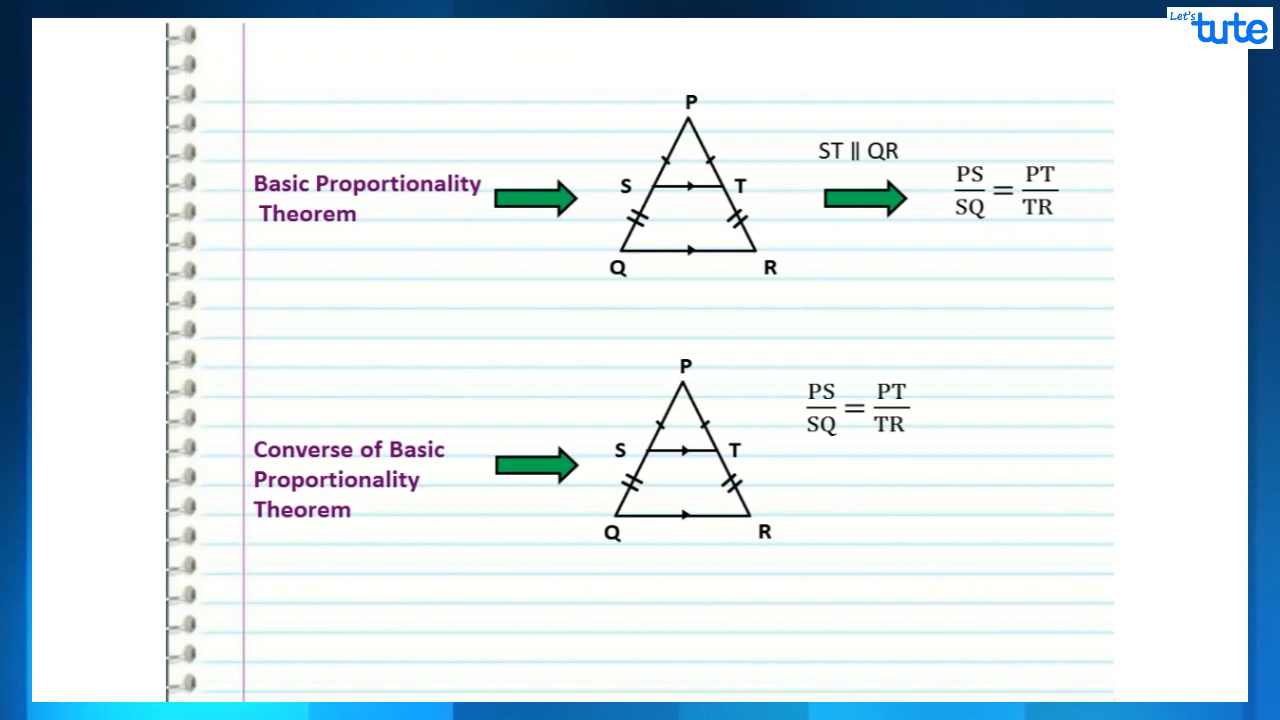 Let's
tute
P
ST ∥ QR
Basic Proportionality
Theorem
S
T
PS/SQ = PT/TR
Q
R
P
PS/SQ = PT/TR
Converse of Basic
Proportionality
Theorem
S
T
Q
R